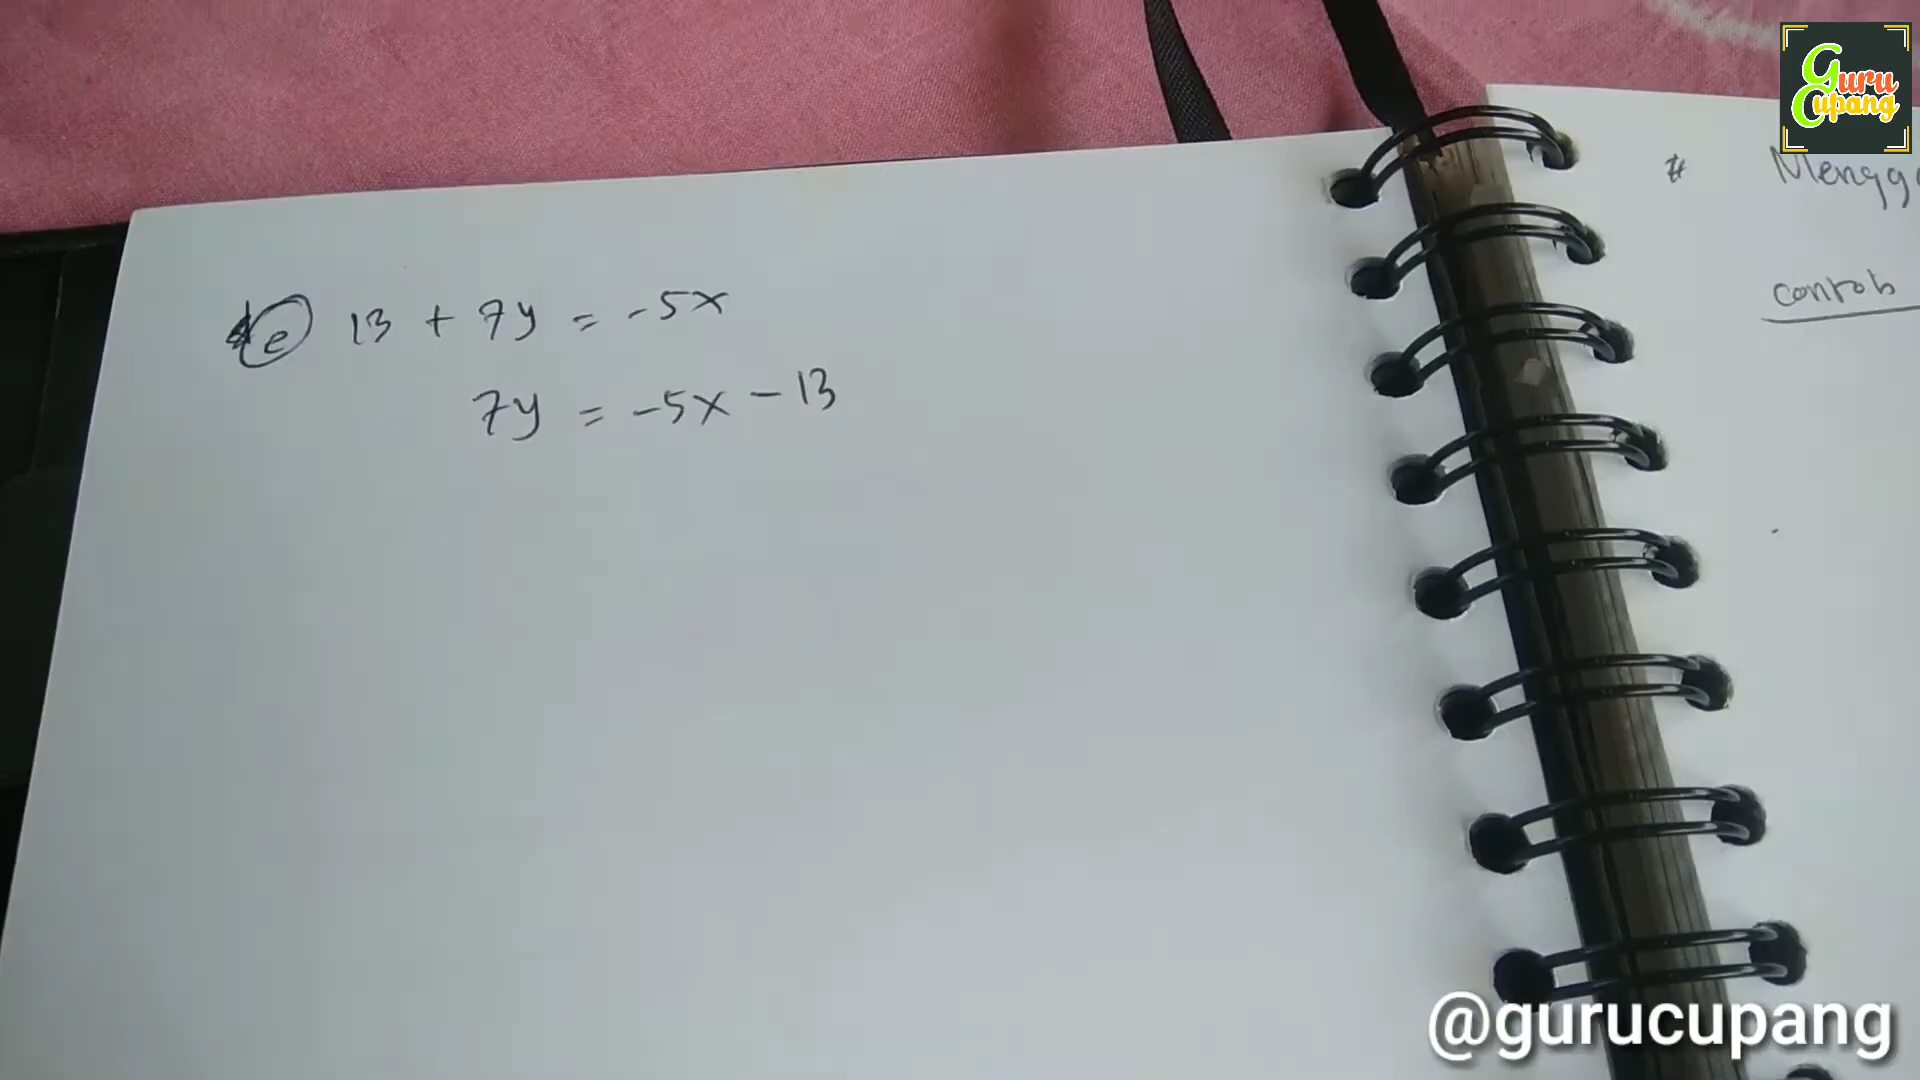 e 13 + 7y = -5x
7y = -5x - 13
#
contoh
Guru
Cupang
@gurucupang